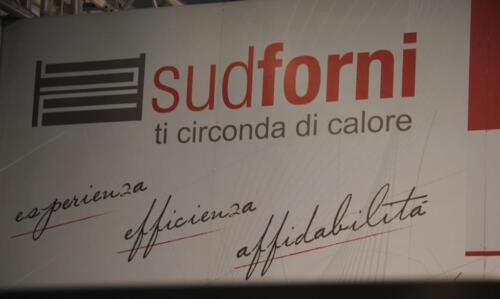 sudforni
ti circonda di calore
esperienza
efficienza
affidabilità